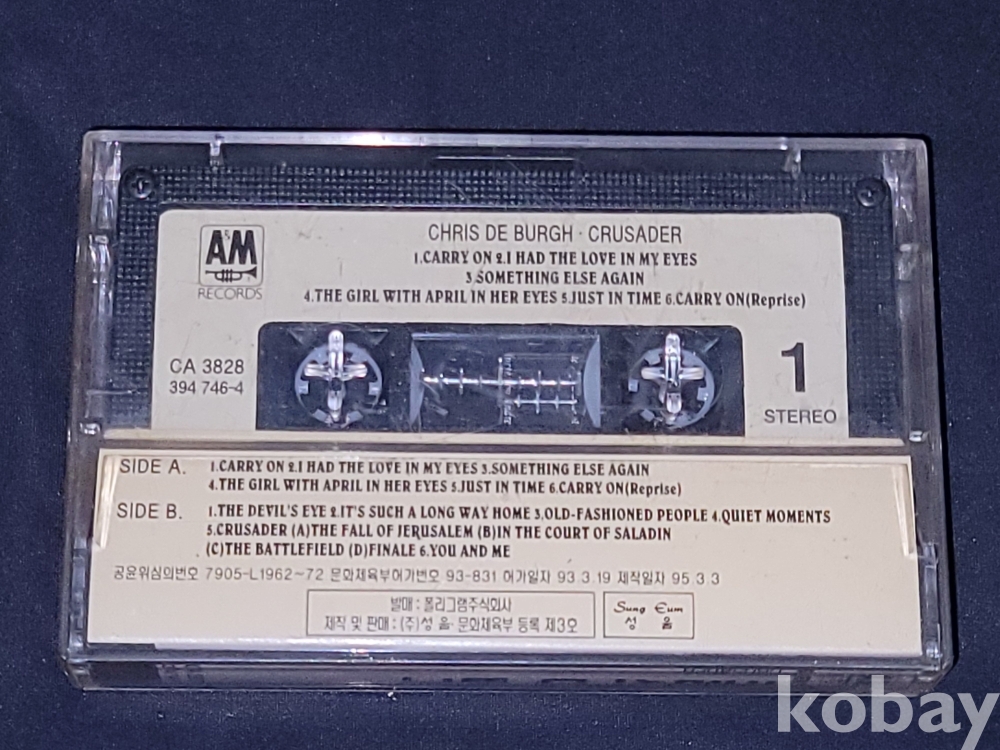 A&M
RECORDS
CHRIS DE BURGH · CRUSADER
1.CARRY ON 2.I HAD THE LOVE IN MY EYES
3.SOMETHING ELSE AGAIN
4.THE GIRL WITH APRIL IN HER EYES 5.JUST IN TIME 6.CARRY ON(Reprise)
CA 3828
394 746-4
1
STEREO
SIDE A. 1.CARRY ON 2.I HAD THE LOVE IN MY EYES 3.SOMETHING ELSE AGAIN
4.THE GIRL WITH APRIL IN HER EYES 5.JUST IN TIME 6.CARRY ON(Reprise)
SIDE B. 1.THE DEVIL'S EYE 2.IT'S SUCH A LONG WAY HOME 3.OLD-FASHIONED PEOPLE 4.QUIET MOMENTS
5.CRUSADER (A)THE FALL OF JERUSALEM (B)IN THE COURT OF SALADIN
(C)THE BATTLEFIELD (D)FINALE 6.YOU AND ME
공윤위심의번호 7905-L1962~72 문화체육부허가번호 93-831 허가일자 93.3.19 제작일자 95.3.3
발매 : 폴리그램주식회사
제작 및 판매 : (주)성 음· 문화체육부 등록 제3호
Sung Eum
성 음
kobay